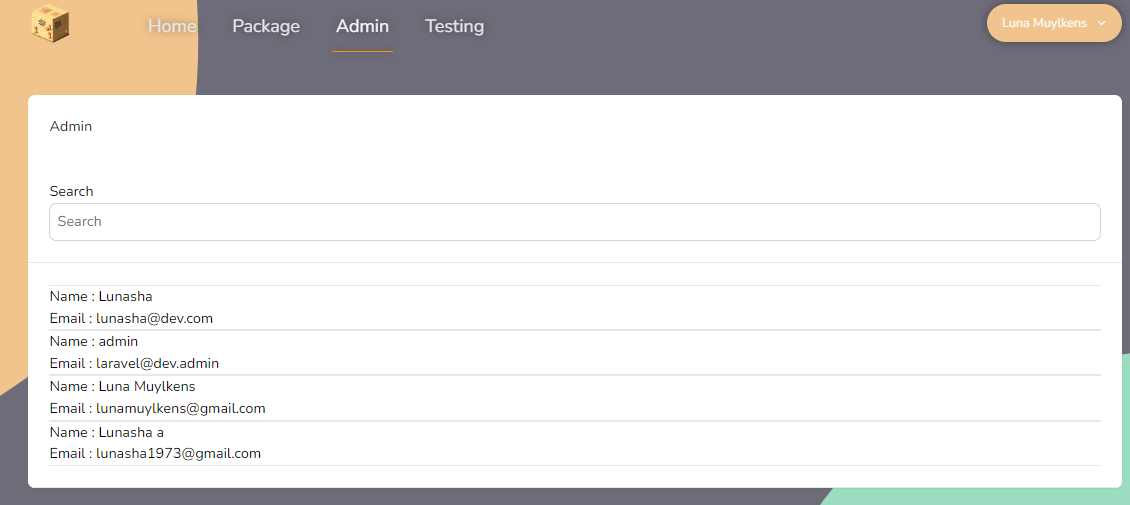 Home Package Admin Testing Luna Muylkens
Admin
Search
Search
Name : Lunasha
Email : lunasha@dev.com
Name : admin
Email : laravel@dev.admin
Name : Luna Muylkens
Email : lunamuylkens@gmail.com
Name : Lunasha a
Email : lunasha1973@gmail.com